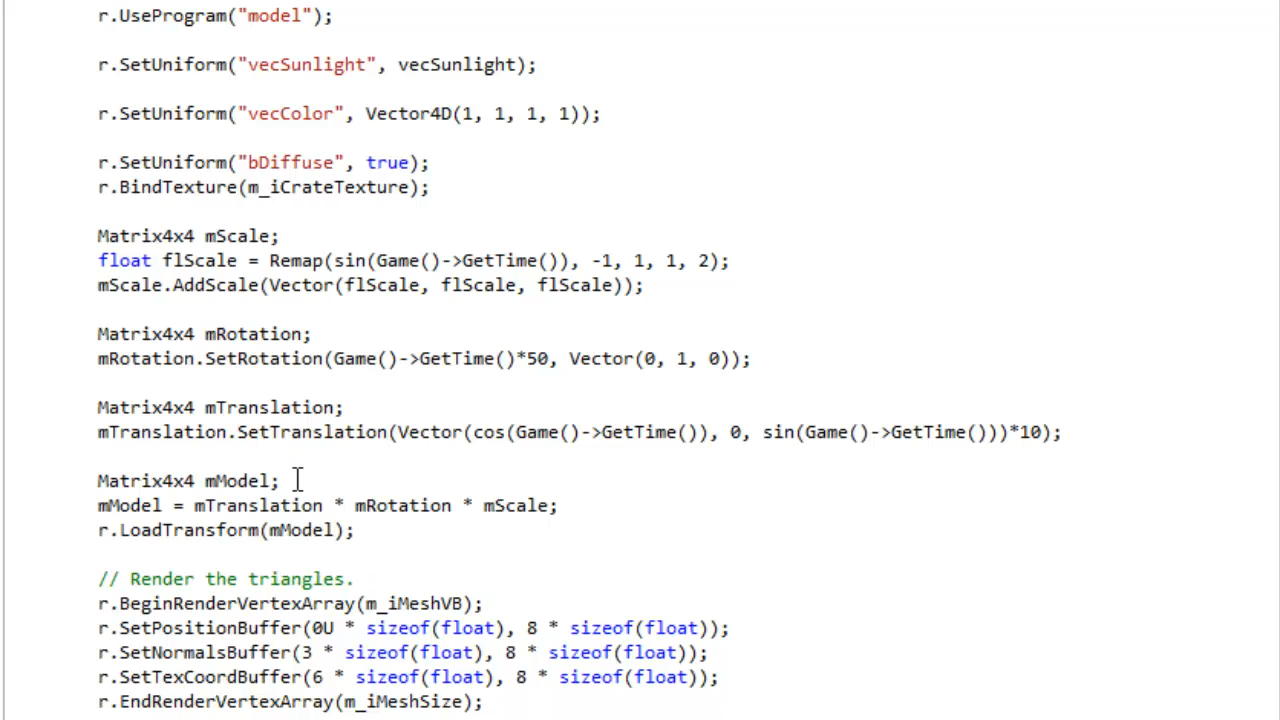 r.UseProgram("model");
r.SetUniform("vecSunlight", vecSunlight);
r.SetUniform("vecColor", Vector4D(1, 1, 1, 1));
r.SetUniform("bDiffuse", true);
r.BindTexture(m_iCrateTexture);
Matrix4x4 mScale;
float flScale = Remap(sin(Game()->GetTime()), -1, 1, 1, 2);
mScale.AddScale(Vector(flScale, flScale, flScale));
Matrix4x4 mRotation;
mRotation.SetRotation(Game()->GetTime()*50, Vector(0, 1, 0));
Matrix4x4 mTranslation;
mTranslation.SetTranslation(Vector(cos(Game()->GetTime()), 0, sin(Game()->GetTime()))*10);
Matrix4x4 mModel;
mModel = mTranslation * mRotation * mScale;
r.LoadTransform(mModel);
// Render the triangles.
r.BeginRenderVertexArray(m_iMeshVB);
r.SetPositionBuffer(0U * sizeof(float), 8 * sizeof(float));
r.SetNormalsBuffer(3 * sizeof(float), 8 * sizeof(float));
r.SetTexCoordBuffer(6 * sizeof(float), 8 * sizeof(float));
r.EndRenderVertexArray(m_iMeshSize);